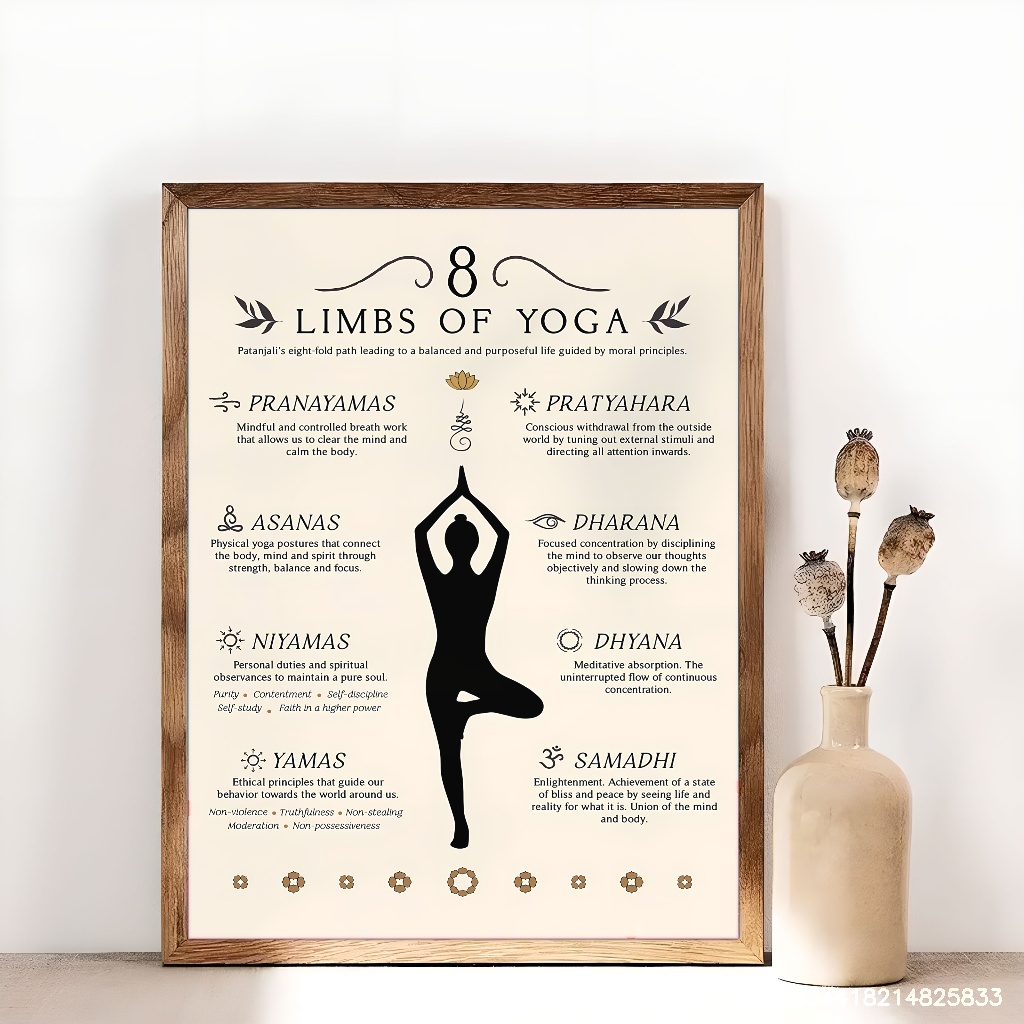 8
LIMBS OF YOGA
Patanjali's eight-fold path leading to a balanced and purposeful life guided by moral principles.
PRANAYAMAS
Mindful and controlled breath work
that allows us to clear the mind and
calm the body.
ASANAS
Physical yoga postures that connect
the body, mind and spirit through
strength, balance and focus.
NIYAMAS
Personal duties and spiritual
observances to maintain a pure soul.
Purity • Contentment • Self-discipline
Self-study • Faith in a higher power
YAMAS
Ethical principles that guide our
behavior towards the world around us.
Non-violence • Truthfulness • Non-stealing
Moderation • Non-possessiveness
PRATYAHARA
Conscious withdrawal from the outside
world by tuning out external stimuli and
directing all attention inwards.
DHARANA
Focused concentration by disciplining
the mind to observe our thoughts
objectively and slowing down the
thinking process.
DHYANA
Meditative absorption. The
uninterrupted flow of continuous
concentration.
ॐ SAMADHI
Enlightenment. Achievement of a state
of bliss and peace by seeing life and
reality for what it is. Union of the mind
and body.
18214825833